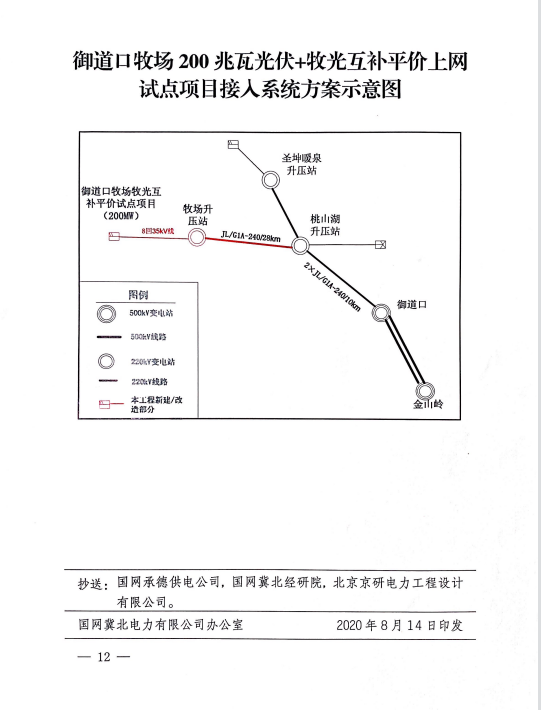 御道口牧场 200 兆瓦光伏+牧光互补平价上网
试点项目接入系统方案示意图
圣坤暖泉
升压站
御道口牧场牧光互
补平价试点项目
（200MW）
牧场升
压站
桃山湖
升压站
8回35kV线
JL/G1A-240/28km
2×JL/G1A-240/10km
御道口
金山岭
图例
500kV变电站
500kV线路
220kV变电站
220kV线路
本工程新建/改
造部分
抄送：国网承德供电公司，国网冀北经研院，北京京研电力工程设计
有限公司。
国网冀北电力有限公司办公室 2020年8月14日印发
— 12 —